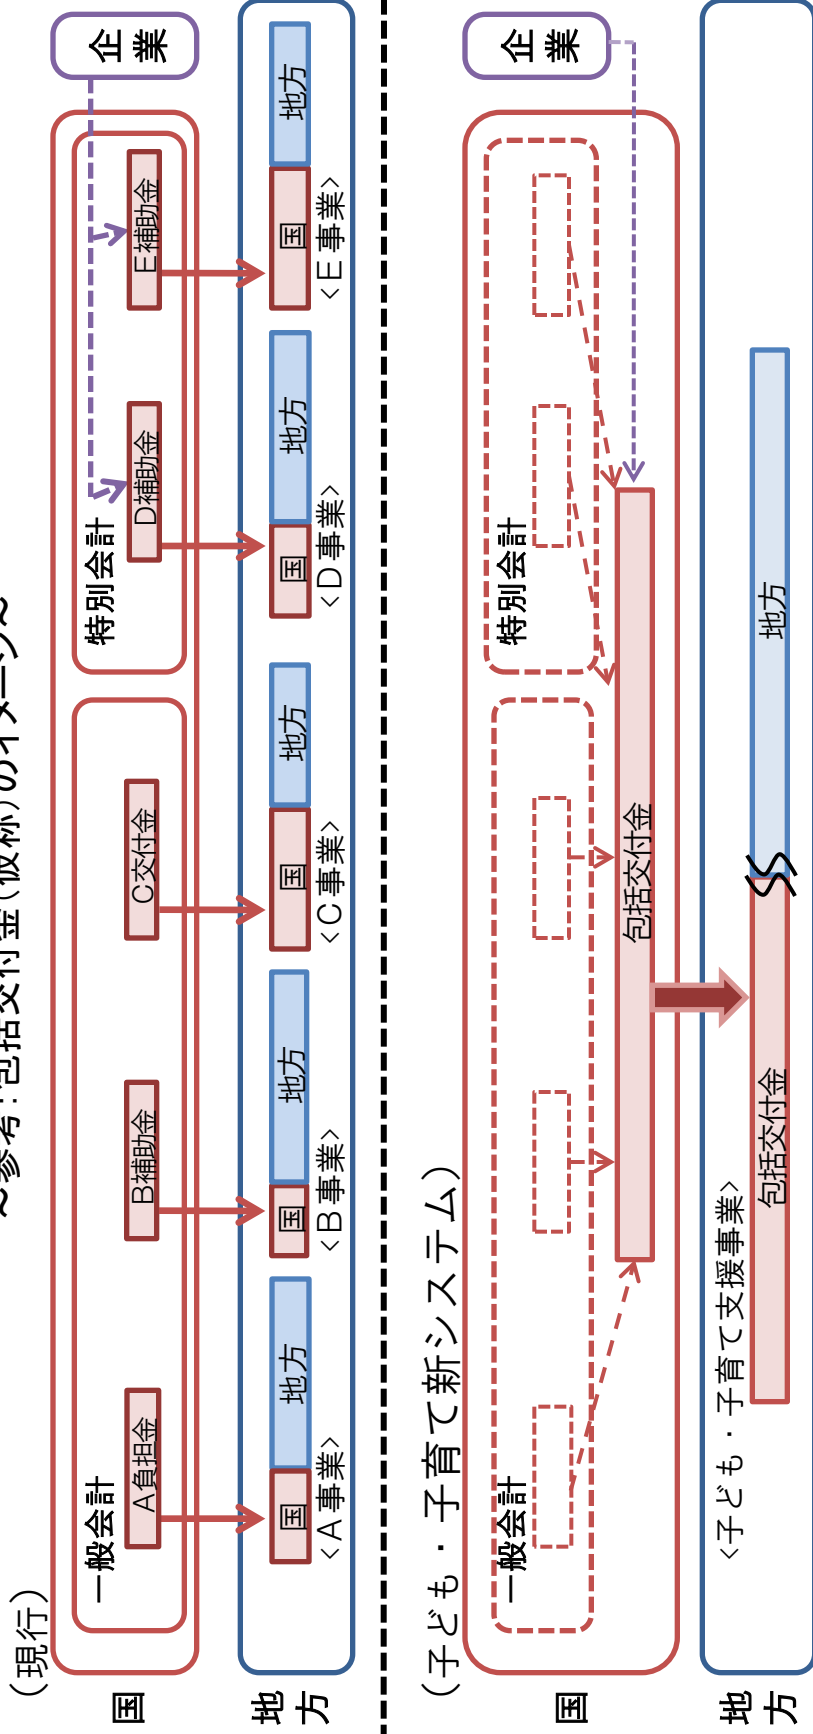 ～参考：包括交付金（仮称）のイメージ～
（現行）
国
一般会計
A負担金
B補助金
C交付金
特別会計
D補助金
E補助金
企業
地方
国
地方
＜A事業＞
国
地方
＜B事業＞
国
地方
＜C事業＞
国
地方
＜D事業＞
国
地方
＜E事業＞
（子ども・子育て新システム）
国
一般会計
特別会計
企業
包括交付金
地方
＜子ども・子育て支援事業＞
包括交付金
地方